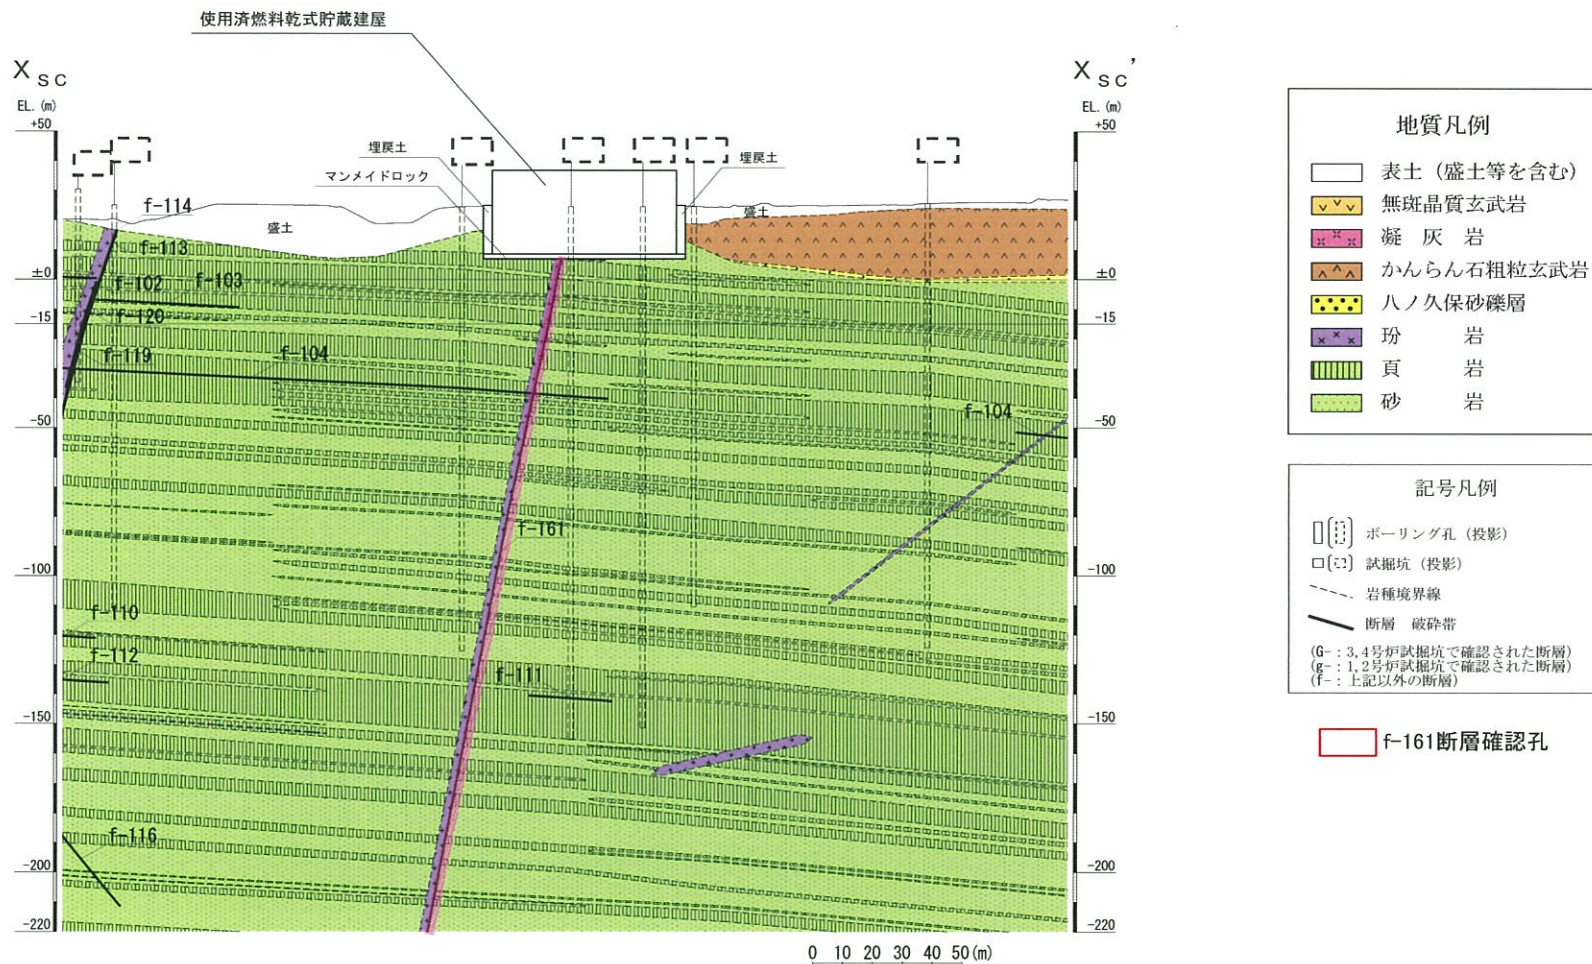 使用済燃料乾式貯蔵建屋
X SC
X SC'
EL. (m)
EL. (m)
+50
+50
埋戻土
埋戻土
マンメイドロック
f-114
盛土
盛土
f-113
±0
±0
f-102
f-103
-15
-15
f-120
f-119
f-104
f-104
-50
-50
f-161
-100
-100
f-110
f-112
f-111
-150
-150
f-116
-200
-200
-220
-220
0 10 20 30 40 50(m)
地質凡例
表土（盛土等を含む）
無斑晶質玄武岩
凝灰岩
かんらん石粗粒玄武岩
八ノ久保砂礫層
玢岩
頁岩
砂岩
記号凡例
ボーリング孔（投影）
試掘坑（投影）
岩種境界線
断層 破砕帯
(G-：3,4号炉試掘坑で確認された断層)
(g-：1,2号炉試掘坑で確認された断層)
(f-：上記以外の断層)
f-161断層確認孔